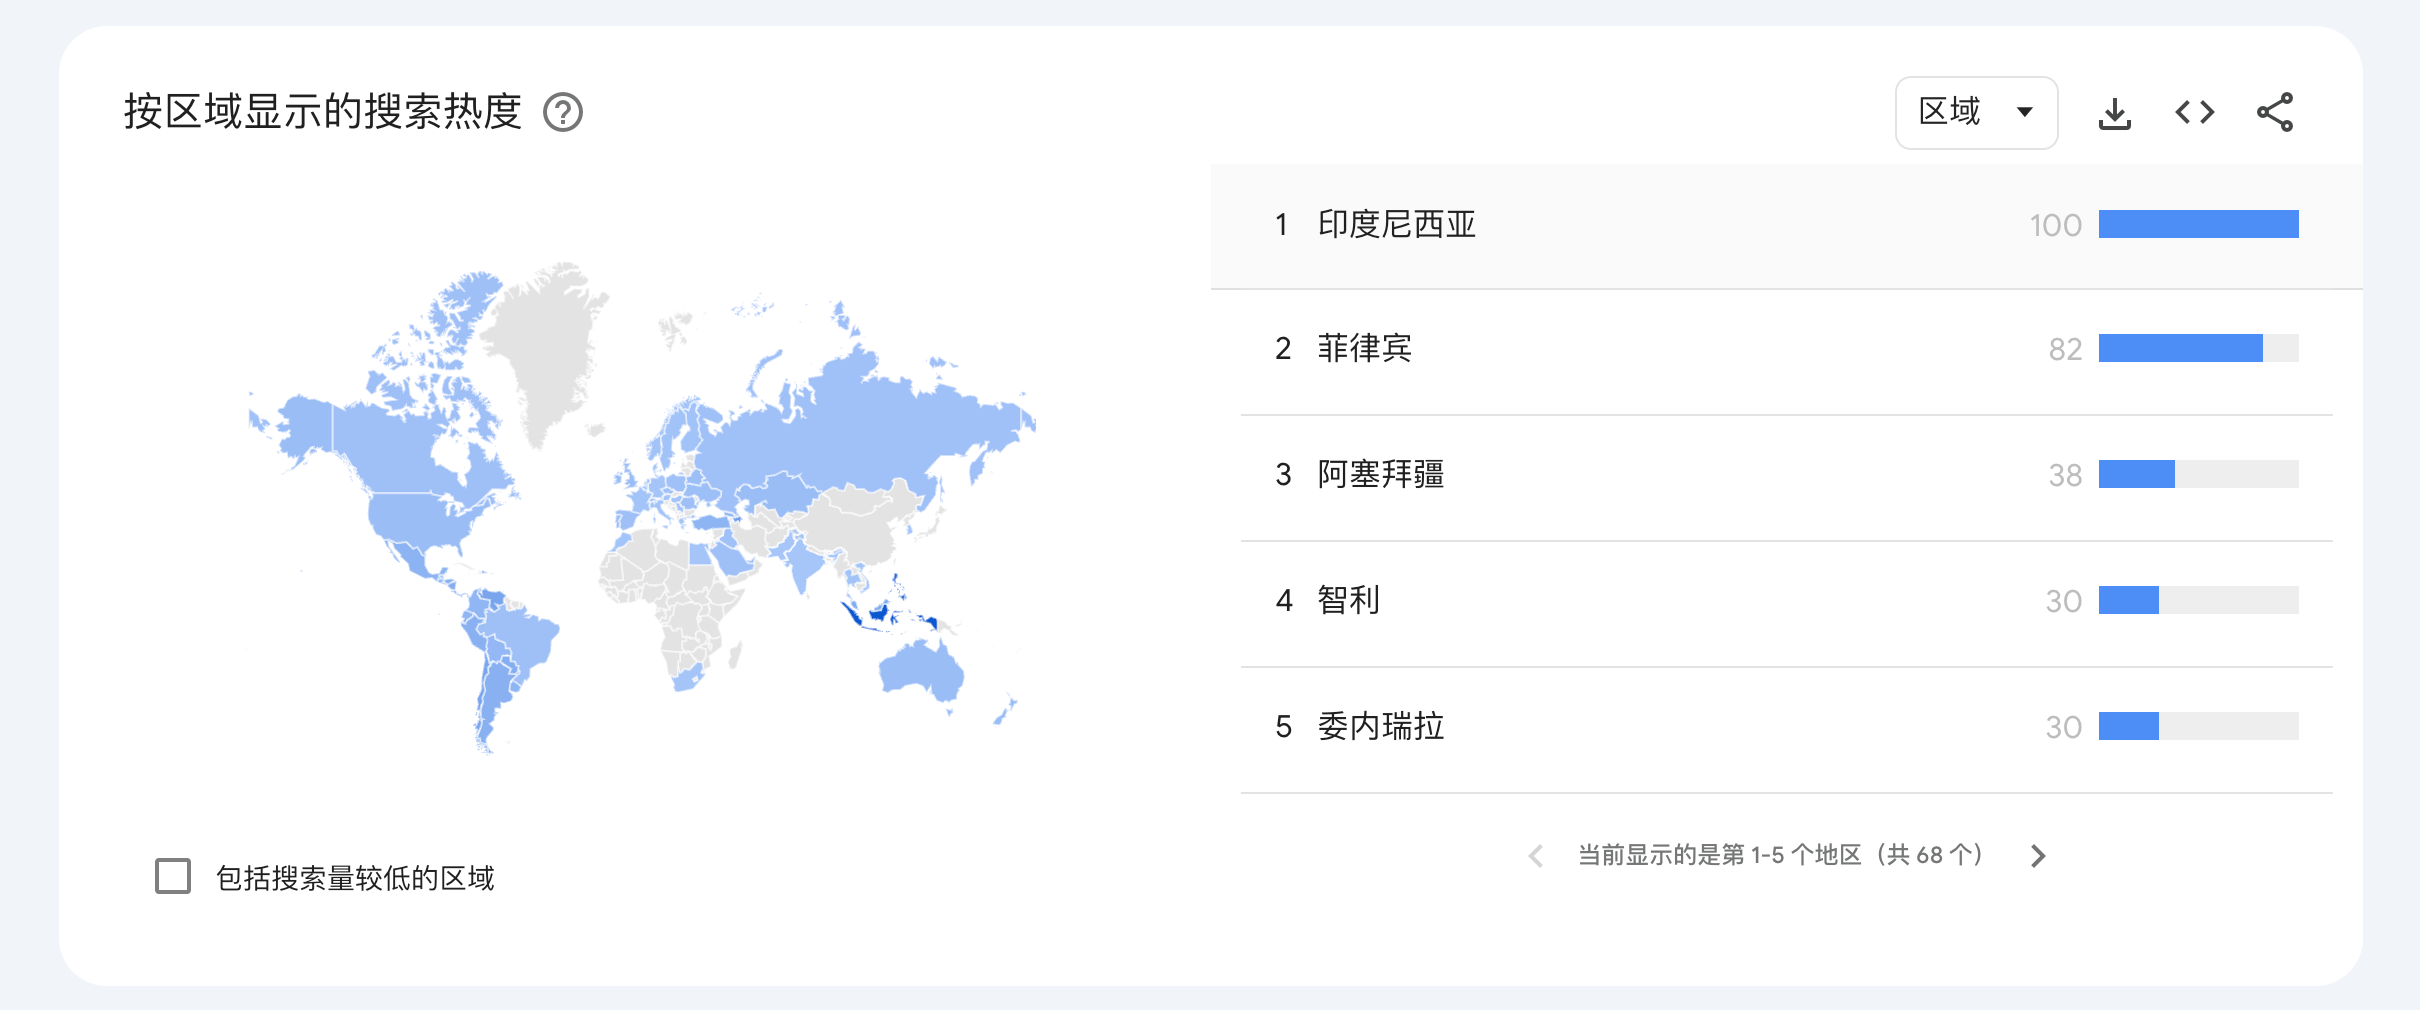 按区域显示的搜索热度
区域
1 印度尼西亚 100
2 菲律宾 82
3 阿塞拜疆 38
4 智利 30
5 委内瑞拉 30
当前显示的是第 1-5 个地区（共 68 个）
包括搜索量较低的区域